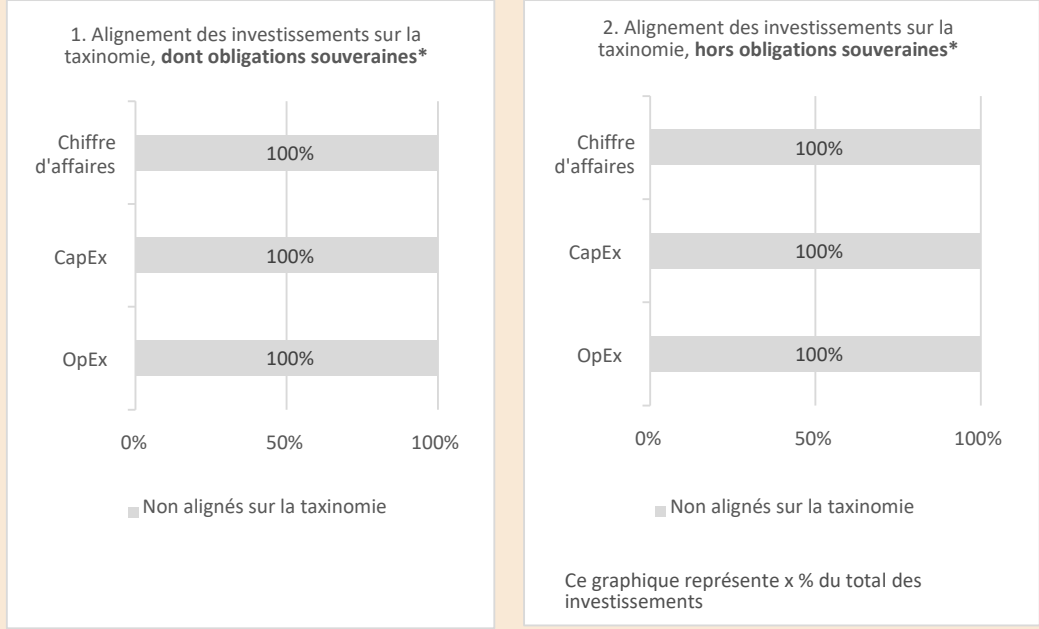 1. Alignement des investissements sur la
taxinomie, dont obligations souveraines*
Chiffre
d'affaires
100%
CapEx
100%
OpEx
100%
0% 50% 100%
Non alignés sur la taxinomie
2. Alignement des investissements sur la
taxinomie, hors obligations souveraines*
Chiffre
d'affaires
100%
CapEx
100%
OpEx
100%
0% 50% 100%
Non alignés sur la taxinomie
Ce graphique représente x % du total des
investissements